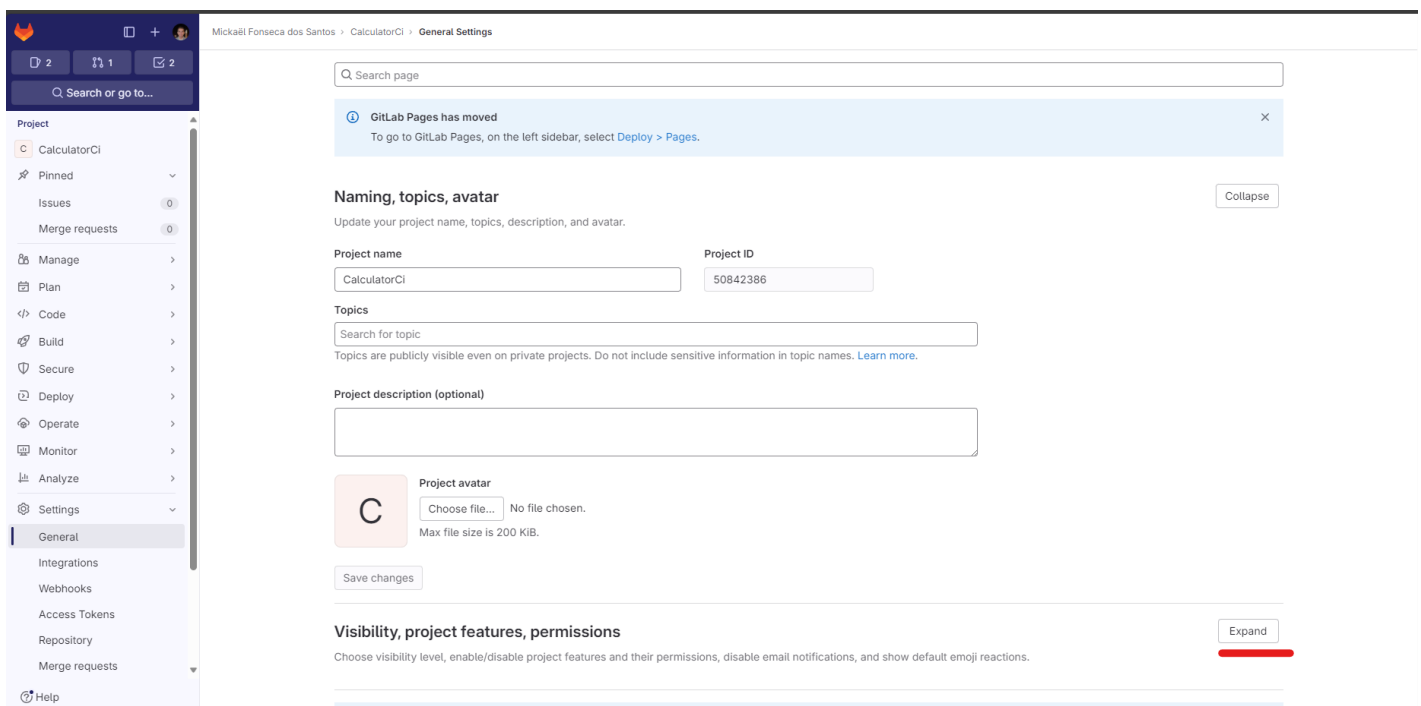 Mickaël Fonseca dos Santos › CalculatorCi › General Settings
2 1 2
Search or go to...
Project
C CalculatorCi
Pinned
Issues 0
Merge requests 0
Manage
Plan
Code
Build
Secure
Deploy
Operate
Monitor
Analyze
Settings
General
Integrations
Webhooks
Access Tokens
Repository
Merge requests
Help
Search page
GitLab Pages has moved
To go to GitLab Pages, on the left sidebar, select Deploy > Pages.
Naming, topics, avatar
Collapse
Update your project name, topics, description, and avatar.
Project name Project ID
CalculatorCi 50842386
Topics
Search for topic
Topics are publicly visible even on private projects. Do not include sensitive information in topic names. Learn more.
Project description (optional)
C
Project avatar
Choose file... No file chosen.
Max file size is 200 KiB.
Save changes
Visibility, project features, permissions
Expand
Choose visibility level, enable/disable project features and their permissions, disable email notifications, and show default emoji reactions.